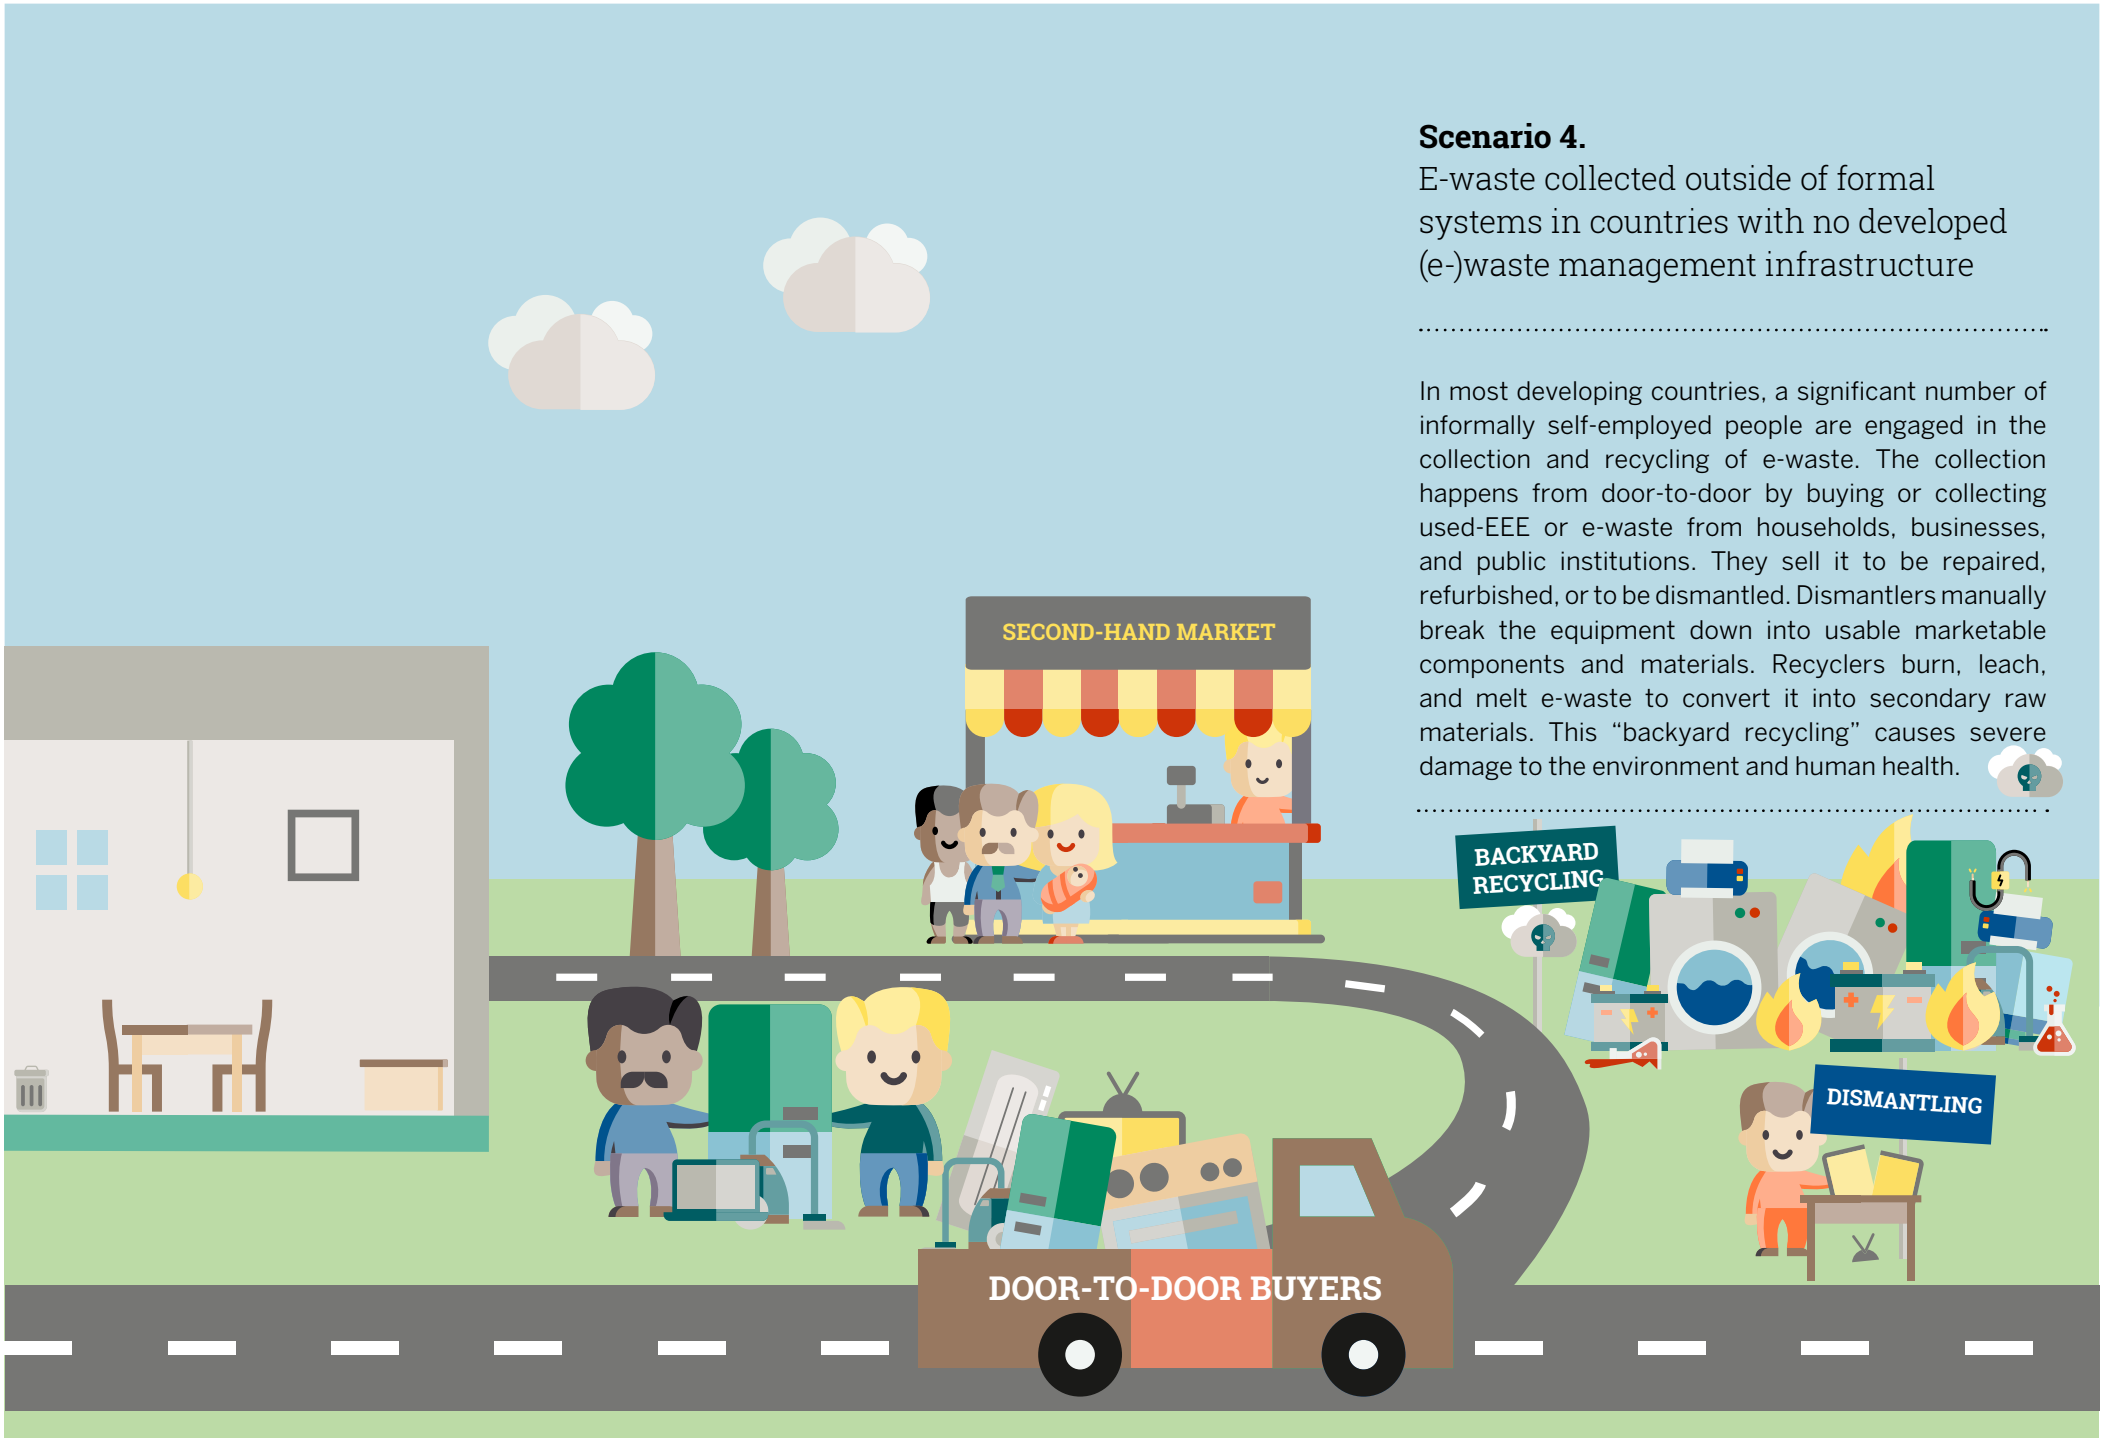 Scenario 4.
E-waste collected outside of formal
systems in countries with no developed
(e-)waste management infrastructure
In most developing countries, a significant number of
informally self-employed people are engaged in the
collection and recycling of e-waste. The collection
happens from door-to-door by buying or collecting
used-EEE or e-waste from households, businesses,
and public institutions. They sell it to be repaired,
refurbished, or to be dismantled. Dismantlers manually
break the equipment down into usable marketable
components and materials. Recyclers burn, leach,
and melt e-waste to convert it into secondary raw
materials. This “backyard recycling” causes severe
damage to the environment and human health.
SECOND-HAND MARKET
BACKYARD
RECYCLING
DISMANTLING
DOOR-TO-DOOR BUYERS